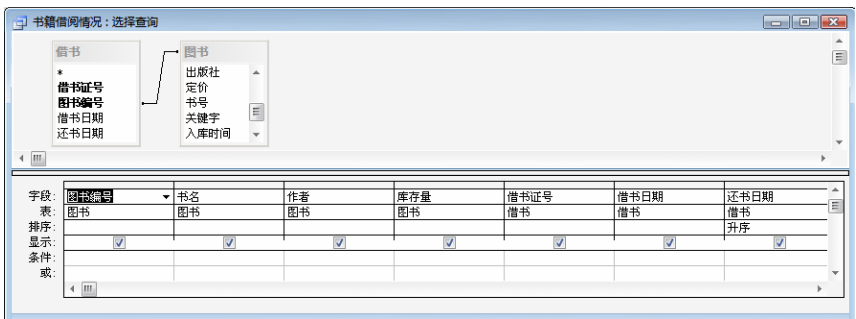 书籍借阅情况 : 选择查询
借书
*
借书证号
图书编号
借书日期
还书日期
图书
出版社
定价
书号
关键字
入库时间
字段: 图书编号 书名 作者 库存量 借书证号 借书日期 还书日期
表: 图书 图书 图书 图书 借书 借书 借书
排序: 升序
显示:
条件:
或: